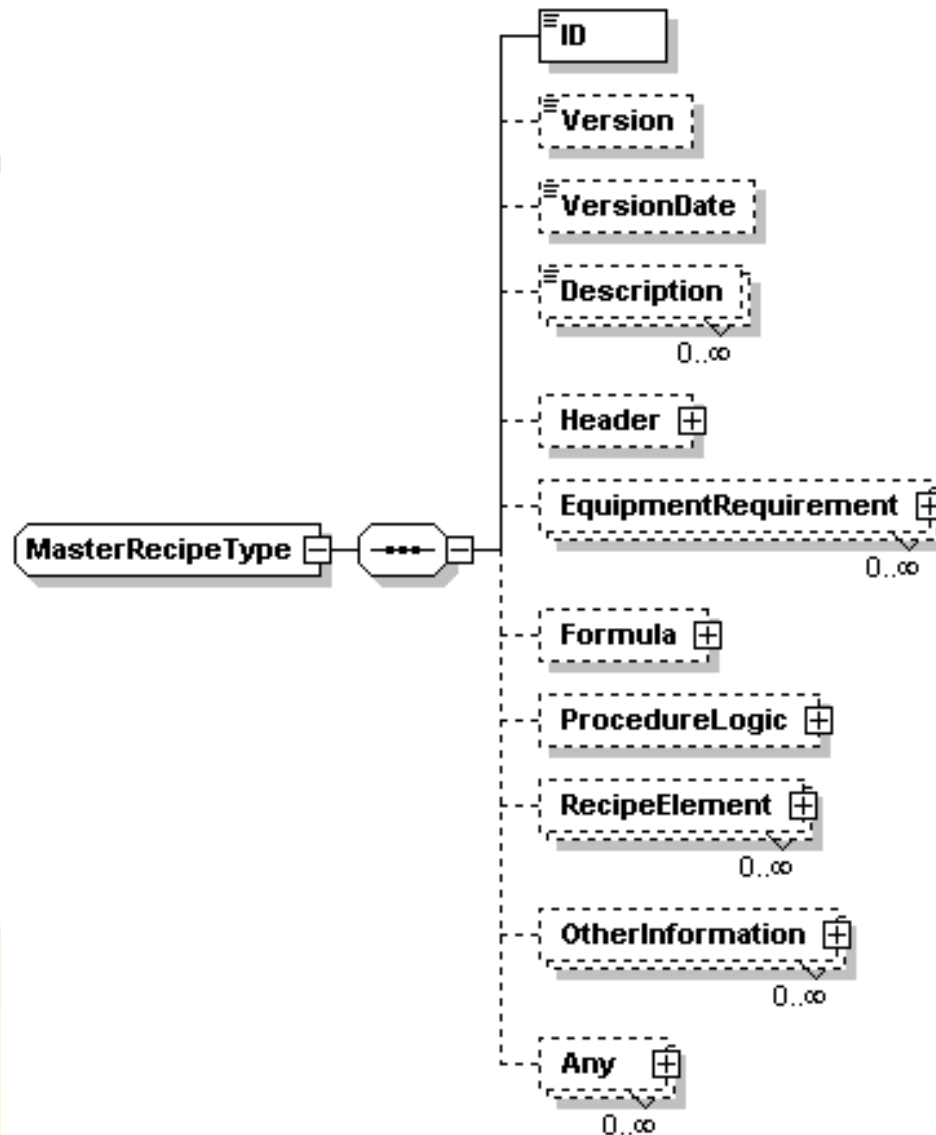 ID
Version
VersionDate
Description
0..∞
Header
EquipmentRequirement
0..∞
MasterRecipeType
Formula
ProcedureLogic
RecipeElement
0..∞
OtherInformation
0..∞
Any
0..∞